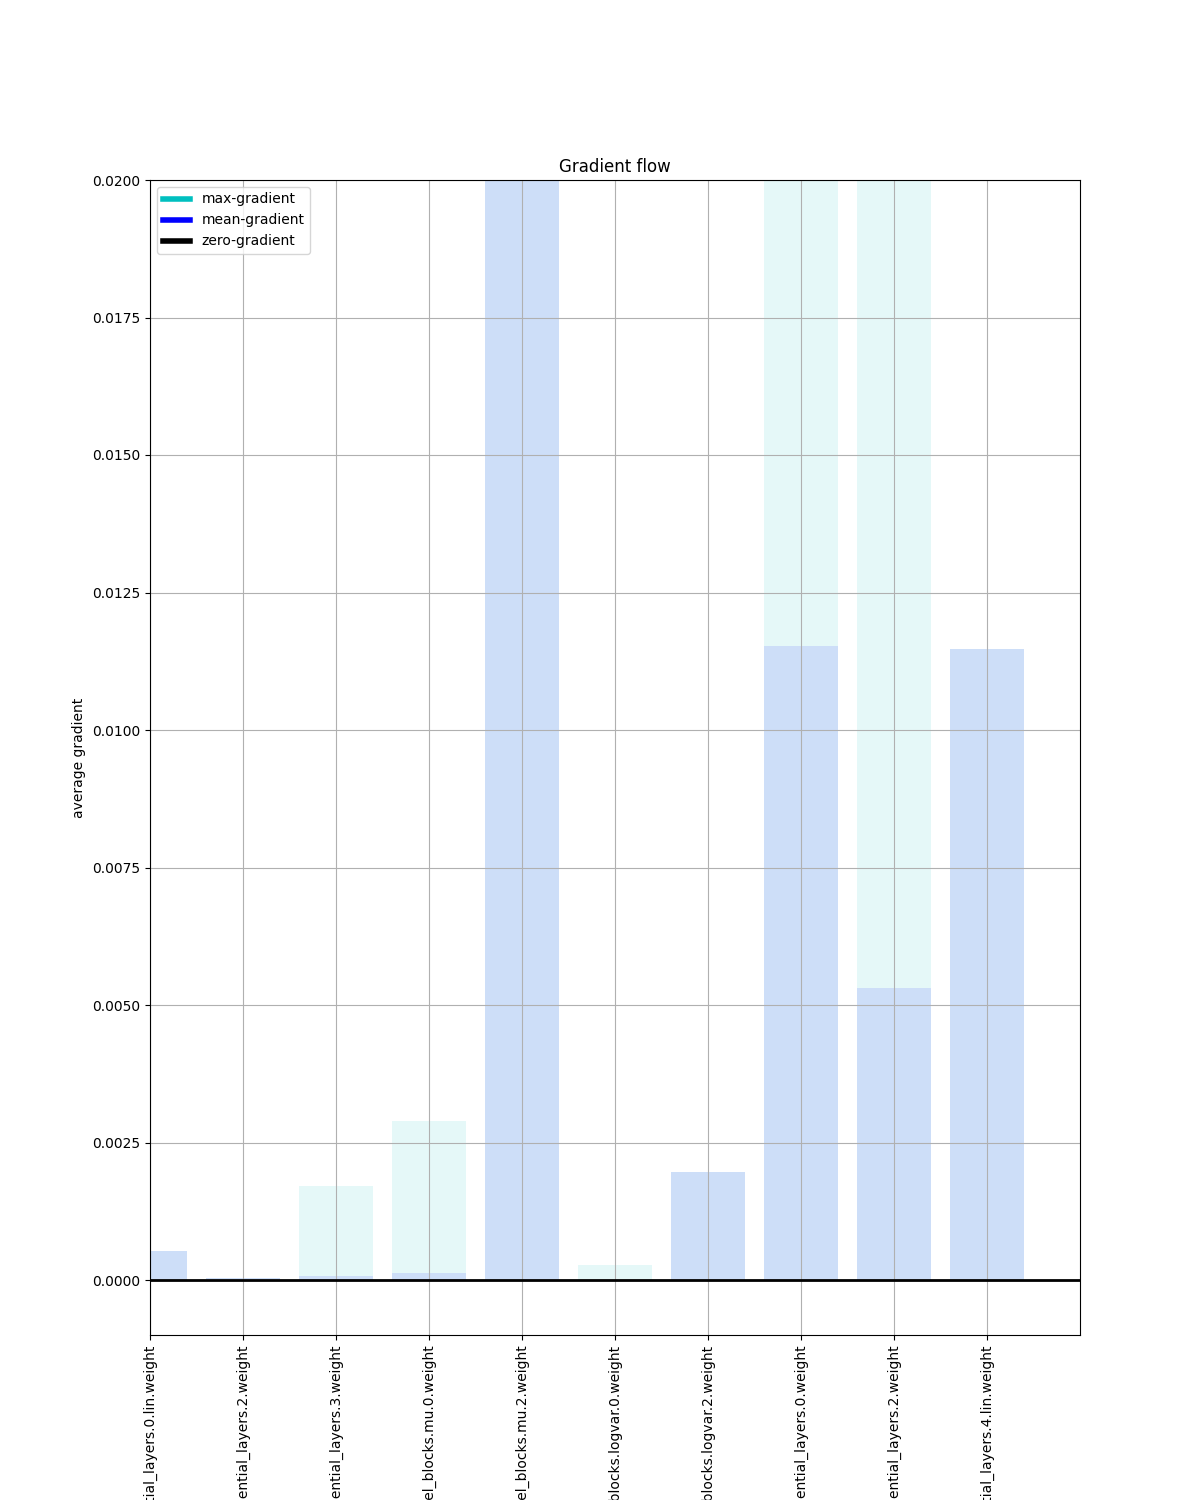 Gradient flow
max-gradient
mean-gradient
zero-gradient
0.0200
0.0175
0.0150
0.0125
0.0100
0.0075
0.0050
0.0025
0.0000
average gradient
tial_layers.0.lin.weight
ential_layers.2.weight
ential_layers.3.weight
el_blocks.mu.0.weight
el_blocks.mu.2.weight
blocks.logvar.0.weight
blocks.logvar.2.weight
ential_layers.0.weight
ential_layers.2.weight
tial_layers.4.lin.weight